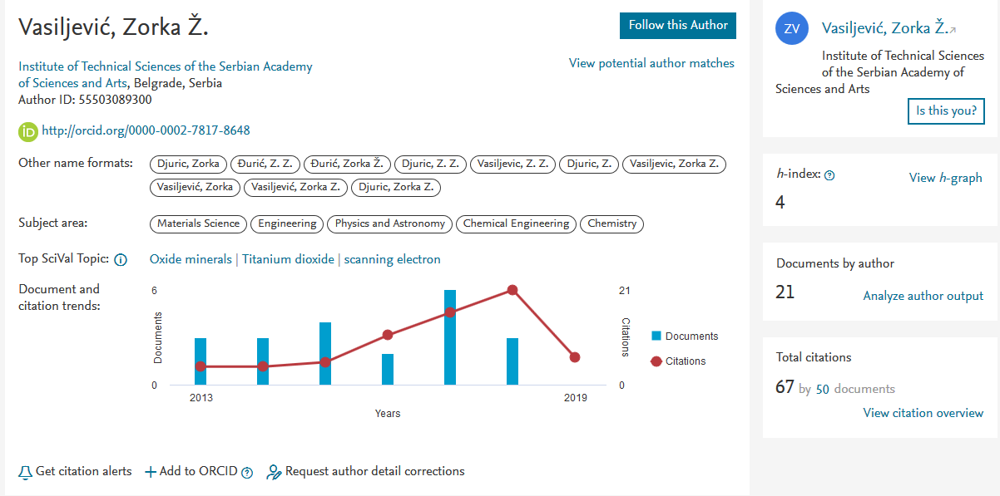 Vasiljević, Zorka Ž.
Follow this Author
Institute of Technical Sciences of the Serbian Academy
of Sciences and Arts, Belgrade, Serbia
View potential author matches
Author ID: 55503089300
iD http://orcid.org/0000-0002-7817-8648
Other name formats: Djuric, Zorka Đurić, Z. Z. Đurić, Zorka Ž. Djuric, Z. Z. Vasiljevic, Z. Z. Djuric, Z. Vasiljevic, Zorka Z.
Vasiljević, Zorka Vasiljević, Zorka Z. Djuric, Zorka Z.
Subject area: Materials Science Engineering Physics and Astronomy Chemical Engineering Chemistry
Top SciVal Topic: i Oxide minerals | Titanium dioxide | scanning electron
Document and
citation trends:
6
21
Documents
Citations
0
0
2013
2019
Years
Documents
Citations
Get citation alerts + Add to ORCID ? Request author detail corrections
ZV Vasiljević, Zorka Ž.
Institute of Technical Sciences
of the Serbian Academy of
Sciences and Arts
Is this you?
h-index: ? View h-graph
4
Documents by author
21 Analyze author output
Total citations
67 by 50 documents
View citation overview